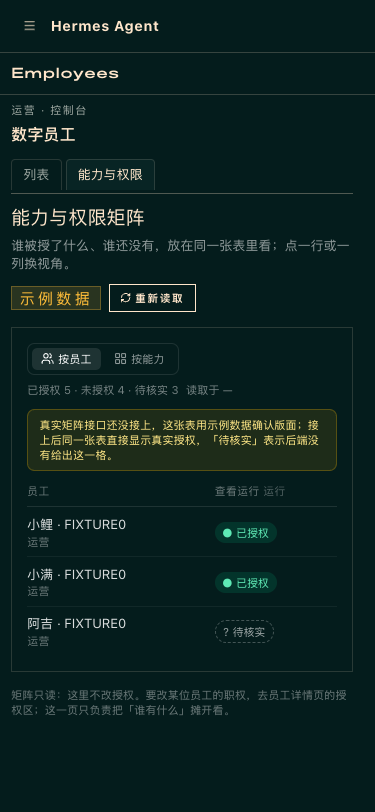 Hermes Agent
Employees
运营 · 控制台
数字员工
列表 能力与权限
能力与权限矩阵
谁被授了什么、谁还没有，放在同一张表里看；点一行或一
列换视角。
示例数据 重新读取
按员工 按能力
已授权 5 · 未授权 4 · 待核实 3 读取于 —
真实矩阵接口还没接上，这张表用示例数据确认版面；接
上后同一张表直接显示真实授权，「待核实」表示后端没
有给出这一格。
员工 查看运行 运行
小鲤 · FIXTURE0
运营
已授权
小满 · FIXTURE0
运营
已授权
阿吉 · FIXTURE0
运营
? 待核实
矩阵只读：这里不改授权。要改某位员工的职权，去员工详情页的授
权区；这一页只负责把「谁有什么」摊开看。